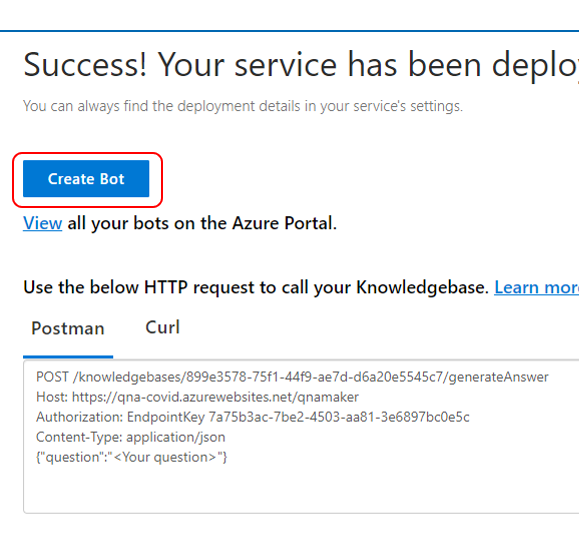 Success! Your service has been deplo
You can always find the deployment details in your service's settings.
Create Bot
View all your bots on the Azure Portal.
Use the below HTTP request to call your Knowledgebase. Learn mor
Postman Curl
POST /knowledgebases/899e3578-75f1-44f9-ae7d-d6a20e5545c7/generateAnswer
Host: https://qna-covid.azurewebsites.net/qnamaker
Authorization: EndpointKey 7a75b3ac-7be2-4503-aa81-3e6897bc0e5c
Content-Type: application/json
{"question":"<Your question>"}